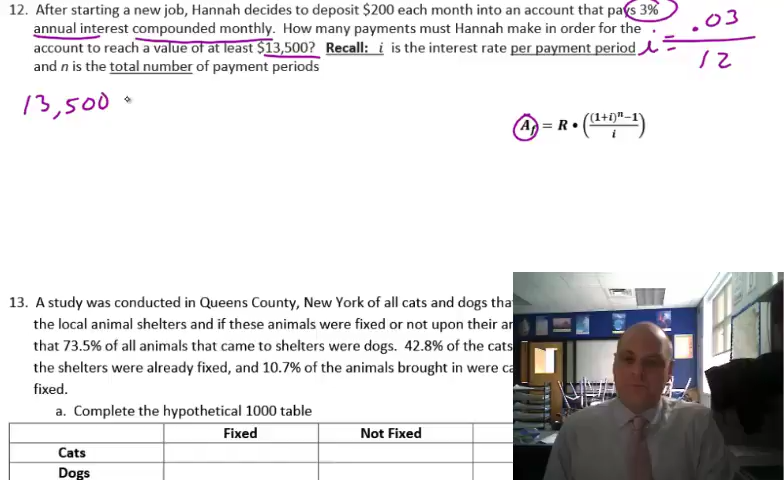 12. After starting a new job, Hannah decides to deposit $200 each month into an account that pays 3%
annual interest compounded monthly. How many payments must Hannah make in order for the
account to reach a value of at least $13,500? Recall: i is the interest rate per payment period
and n is the total number of payment periods
i = .03
12
13,500
A_f = R • (((1+i)^n−1)/i)
13. A study was conducted in Queens County, New York of all cats and dogs
the local animal shelters and if these animals were fixed or not upon their
that 73.5% of all animals that came to shelters were dogs. 42.8% of the cats
the shelters were already fixed, and 10.7% of the animals brought in were
fixed.
a. Complete the hypothetical 1000 table
Fixed Not Fixed
Cats
Dogs